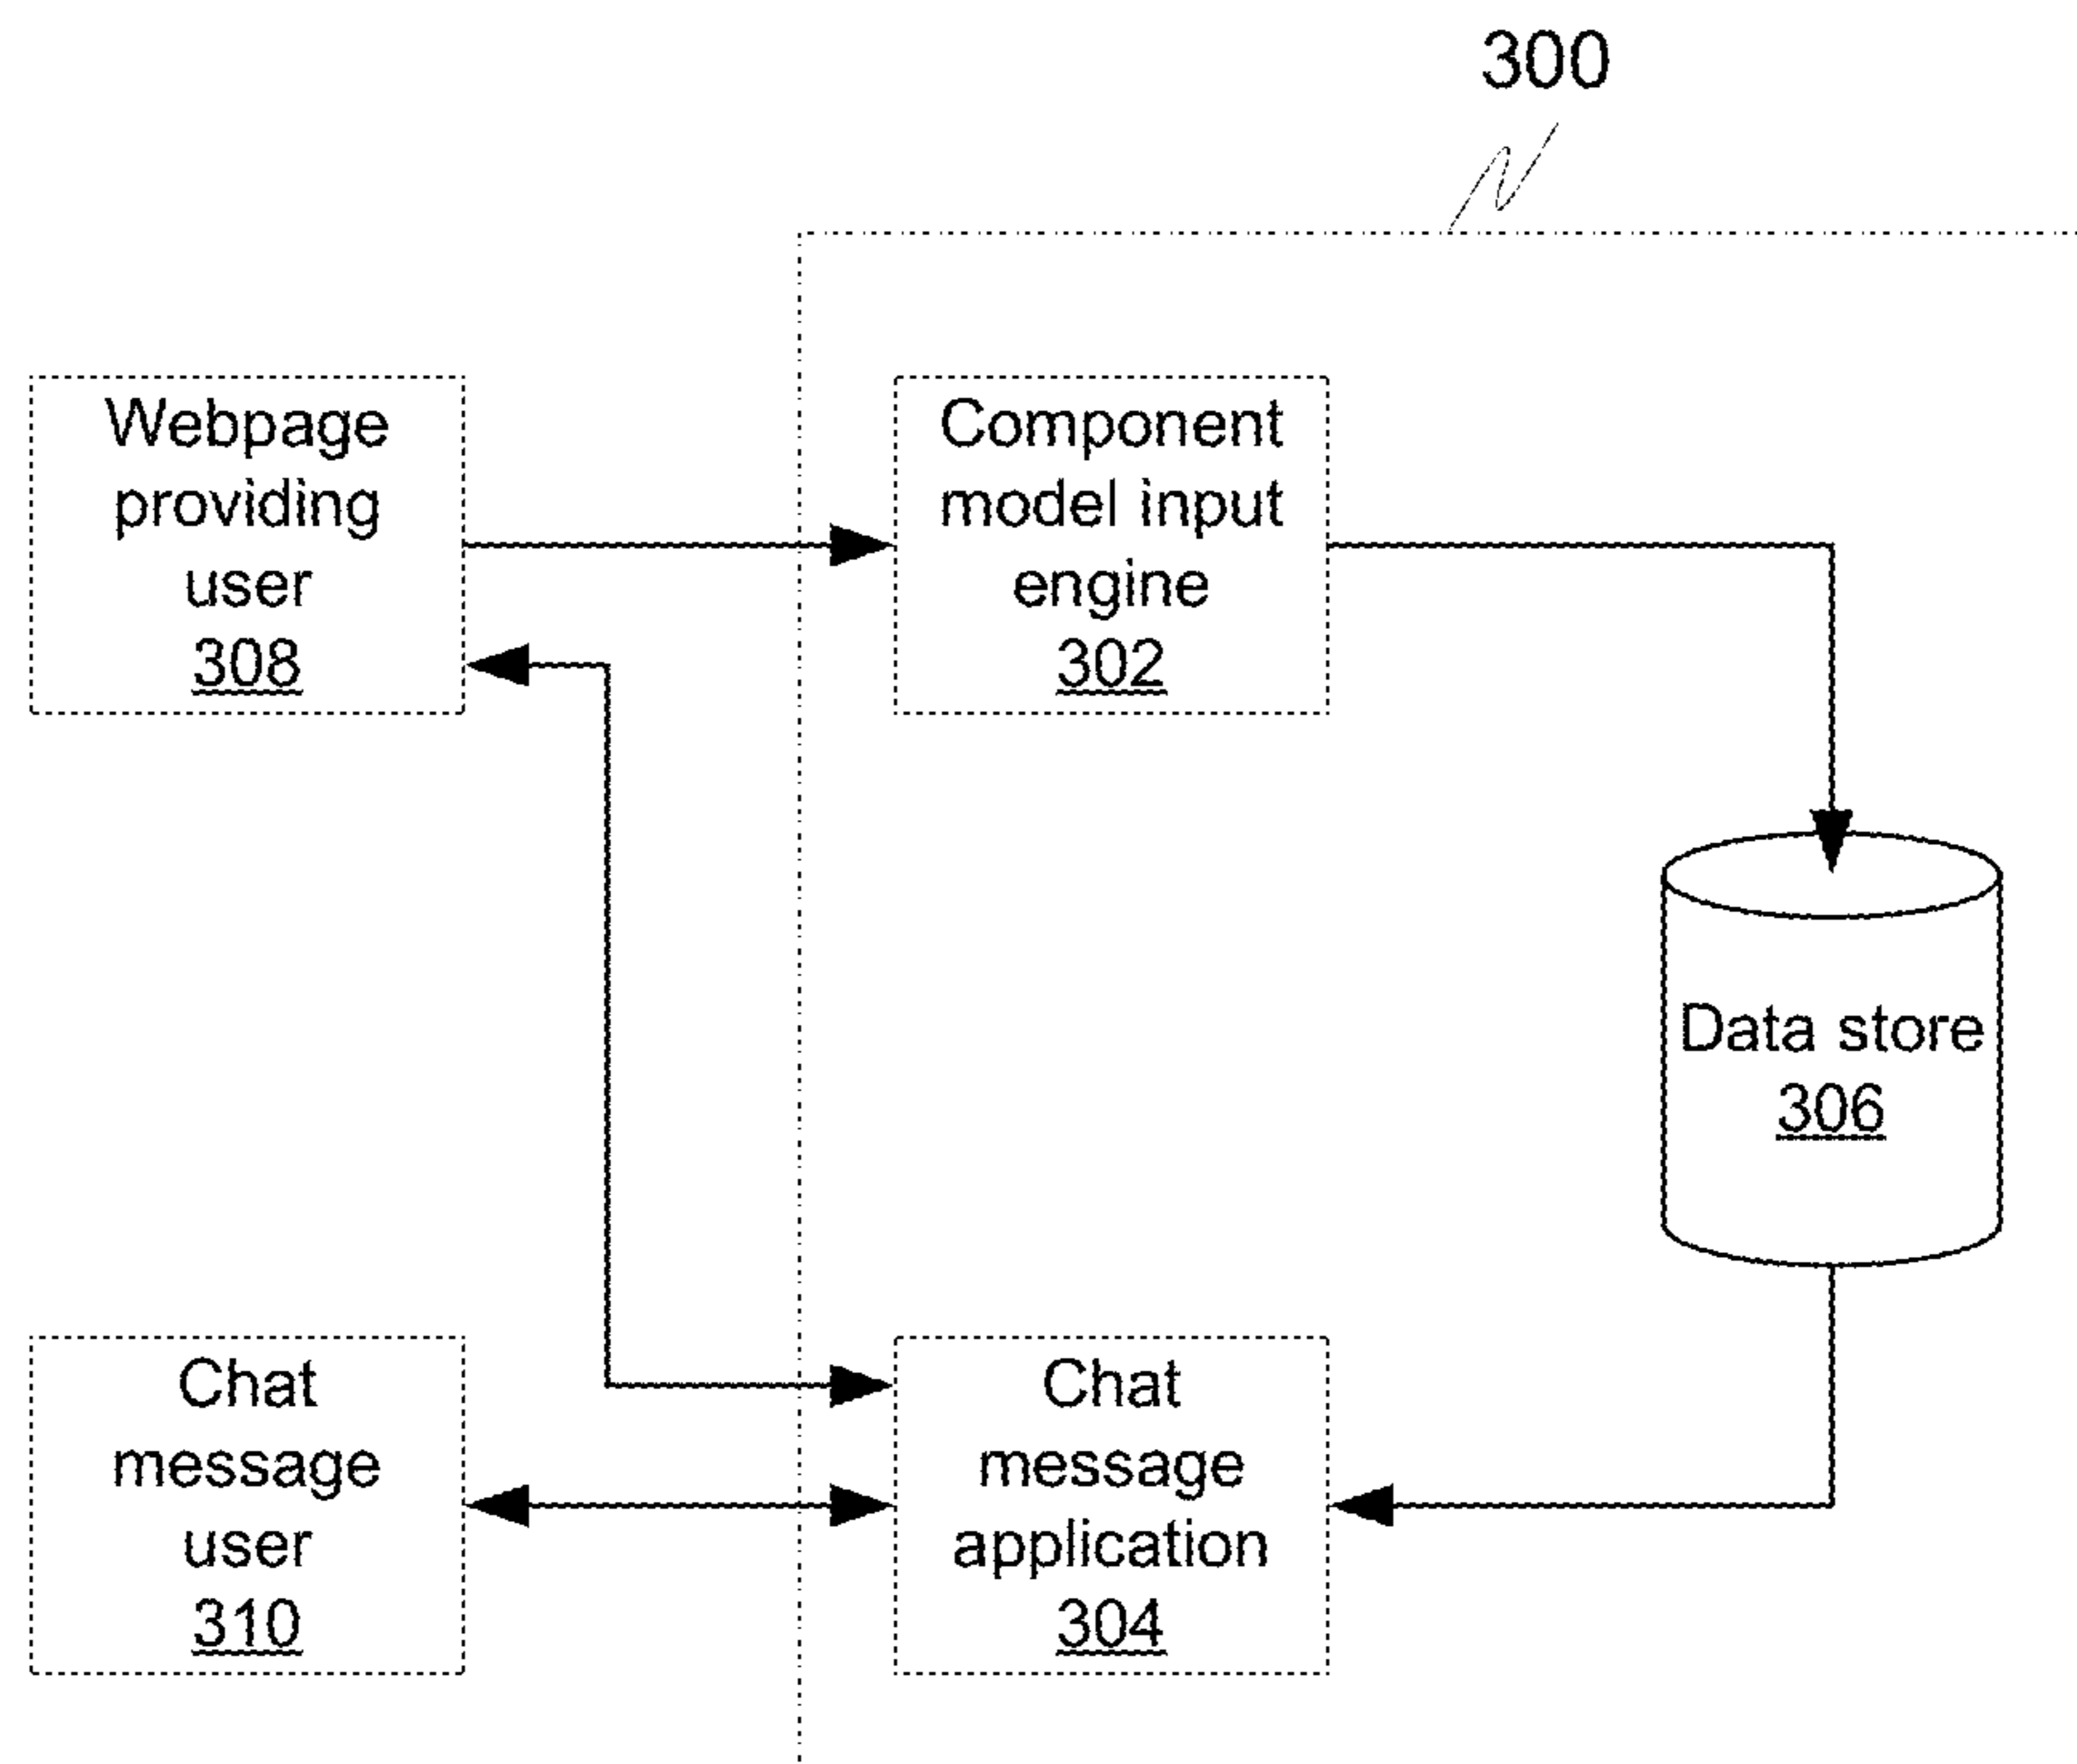 300
Webpage
providing
user
308
Component
model input
engine
302
Data store
306
Chat
message
user
310
Chat
message
application
304